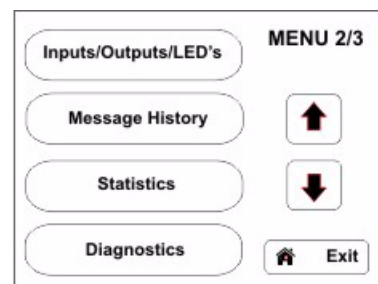 Inputs/Outputs/LED's
MENU 2/3
Message History
Statistics
Diagnostics
Exit